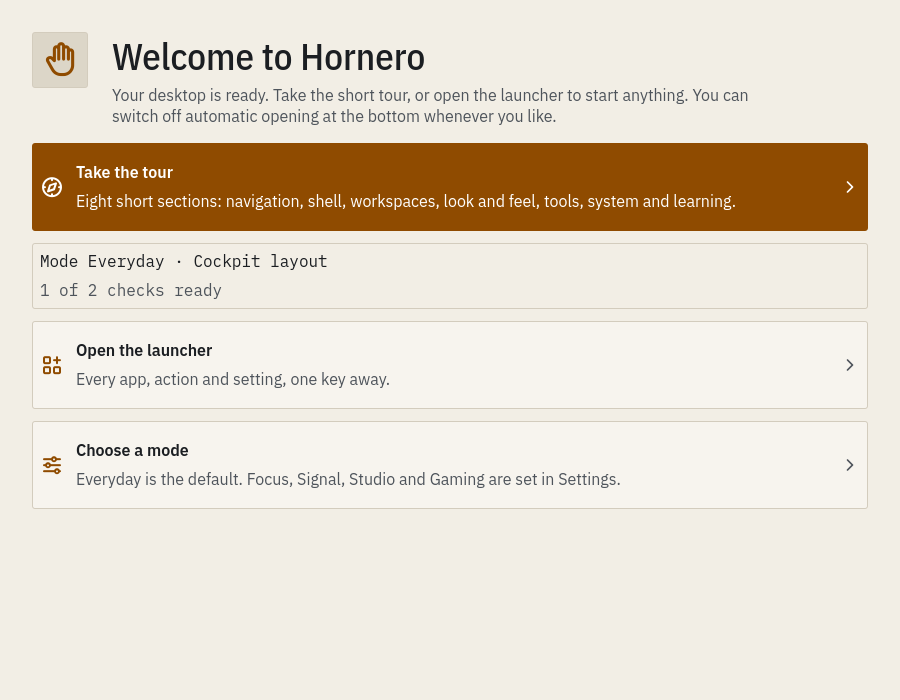 Welcome to Hornero
Your desktop is ready. Take the short tour, or open the launcher to start anything. You can
switch off automatic opening at the bottom whenever you like.
Take the tour
Eight short sections: navigation, shell, workspaces, look and feel, tools, system and learning.
Mode Everyday · Cockpit layout
1 of 2 checks ready
Open the launcher
Every app, action and setting, one key away.
Choose a mode
Everyday is the default. Focus, Signal, Studio and Gaming are set in Settings.